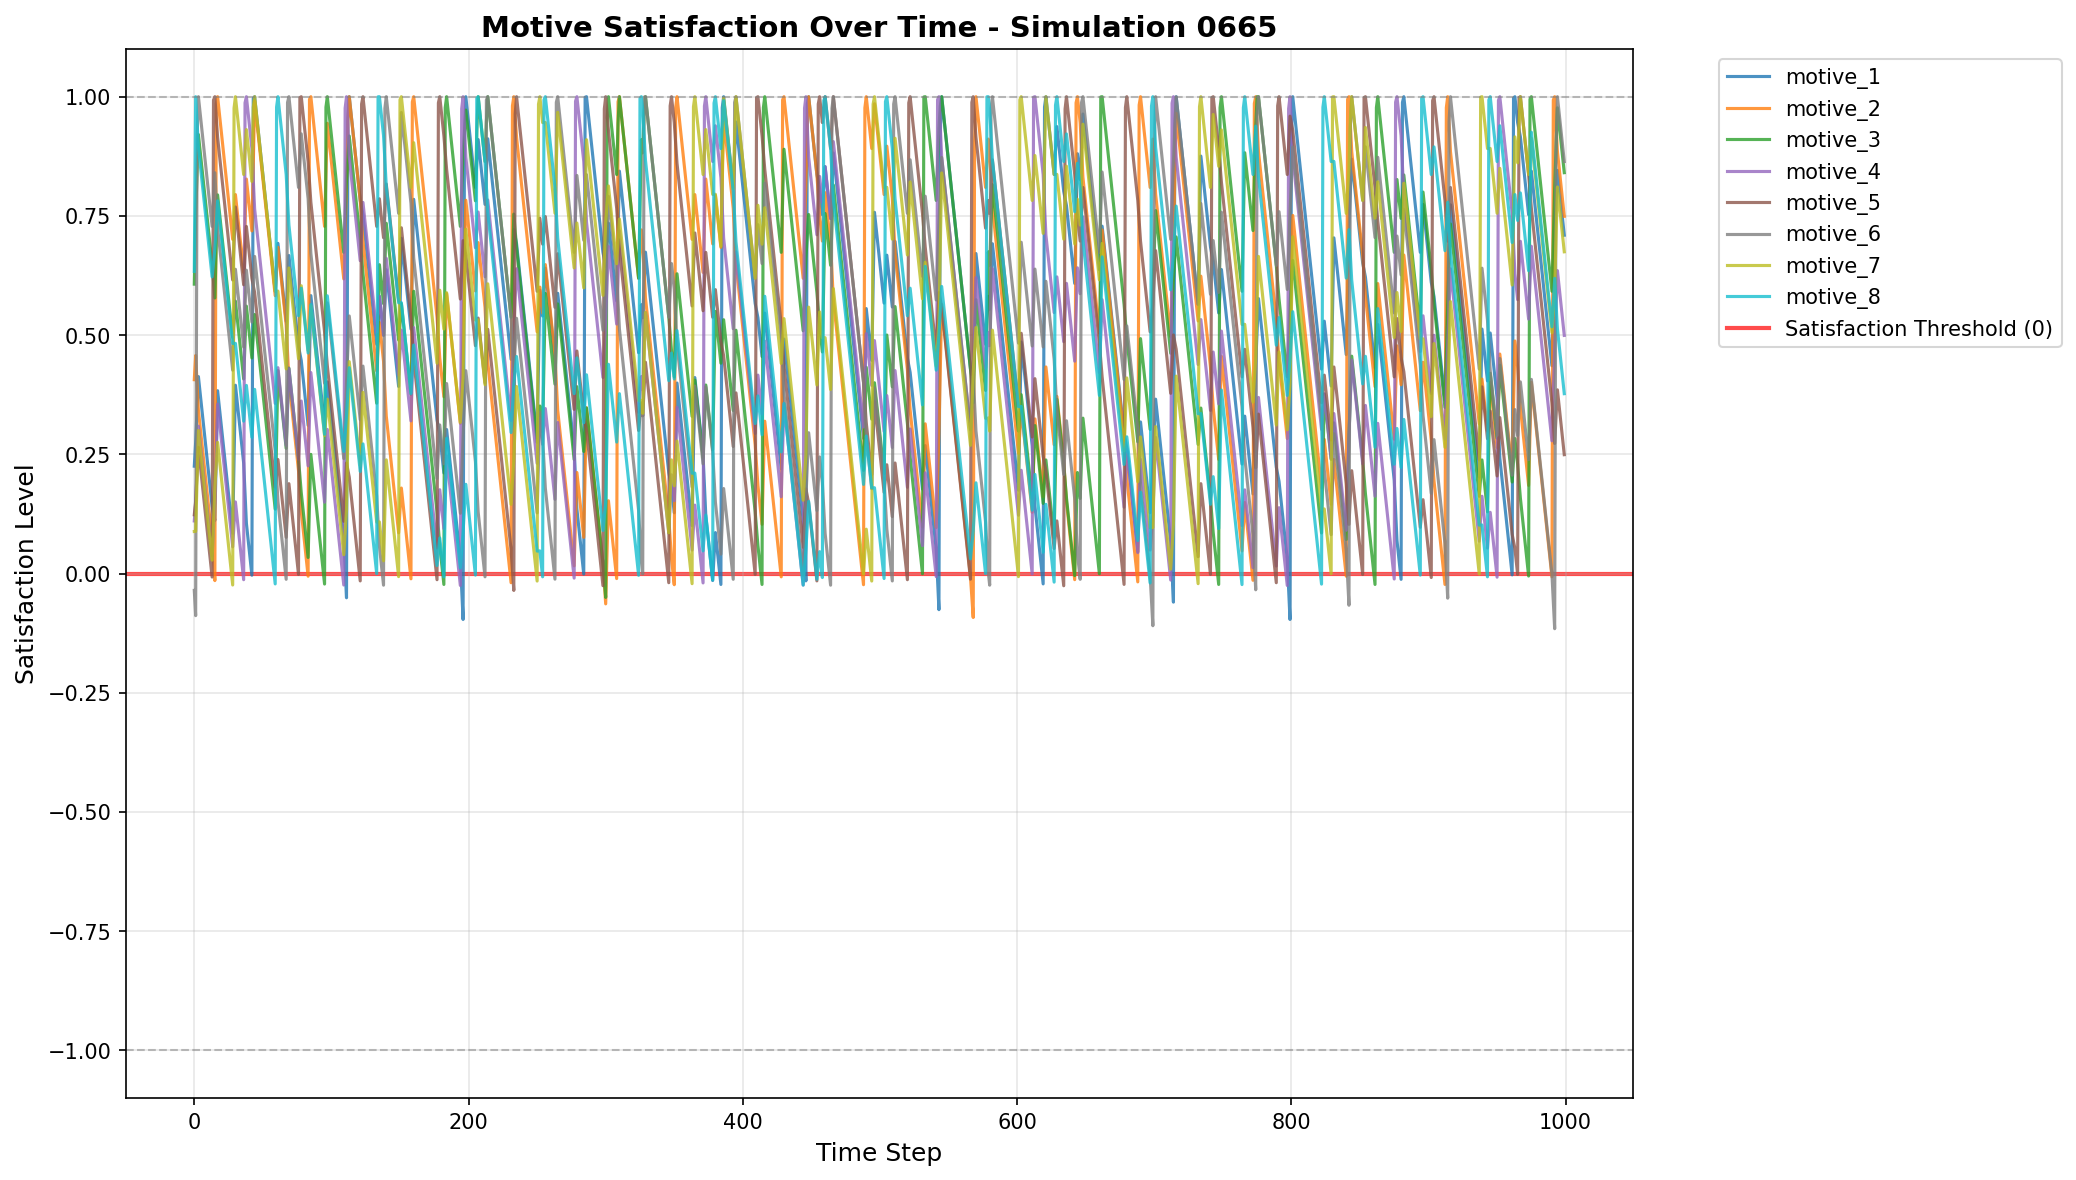 Motive Satisfaction Over Time - Simulation 0665
1.00
0.75
0.50
0.25
0.00
−0.25
−0.50
−0.75
−1.00
Satisfaction Level
0
200
400
600
800
1000
Time Step
motive_1
motive_2
motive_3
motive_4
motive_5
motive_6
motive_7
motive_8
Satisfaction Threshold (0)